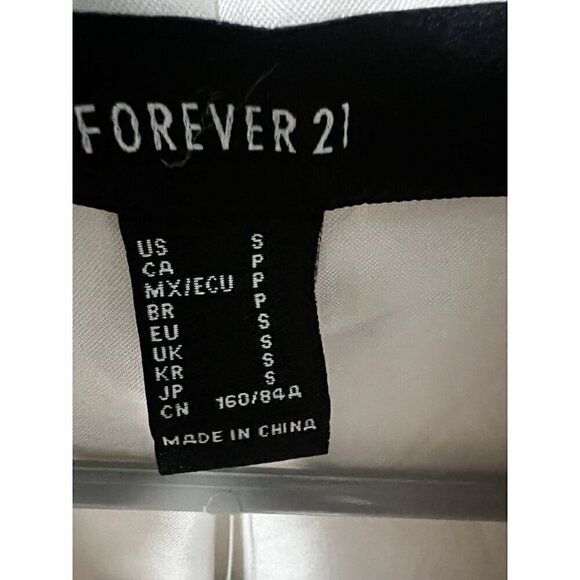 FOREVER 21
US S
CA P
MX/ECU P
BR P
EU S
UK S
KR S
JP S
CN 160/84A
MADE IN CHINA